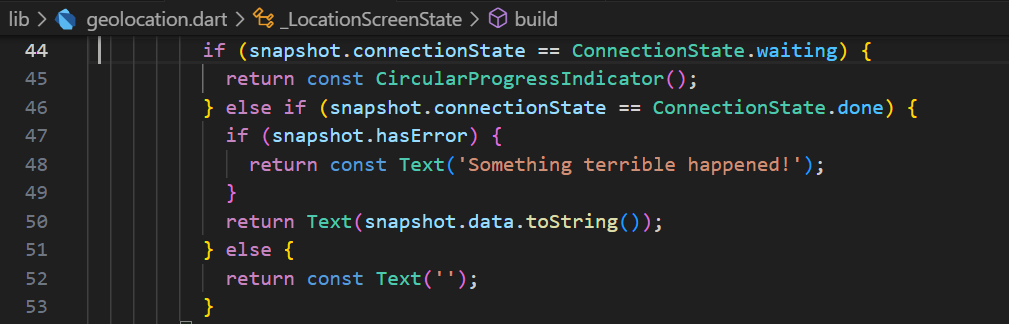 lib > geolocation.dart > _LocationScreenState > build
44 if (snapshot.connectionState == ConnectionState.waiting) {
45 return const CircularProgressIndicator();
46 } else if (snapshot.connectionState == ConnectionState.done) {
47 if (snapshot.hasError) {
48 return const Text('Something terrible happened!');
49 }
50 return Text(snapshot.data.toString());
51 } else {
52 return const Text('');
53 }